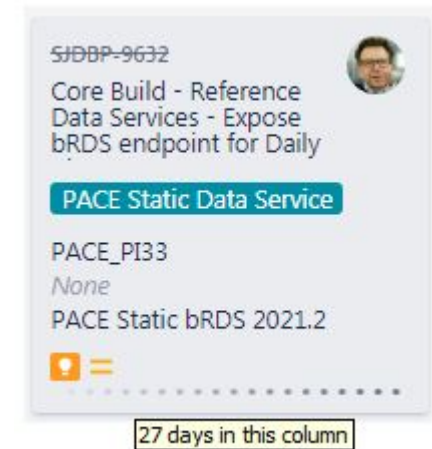 SJDBP-9632
Core Build - Reference
Data Services - Expose
bRDS endpoint for Daily
PACE Static Data Service
PACE_PI33
None
PACE Static bRDS 2021.2
27 days in this column